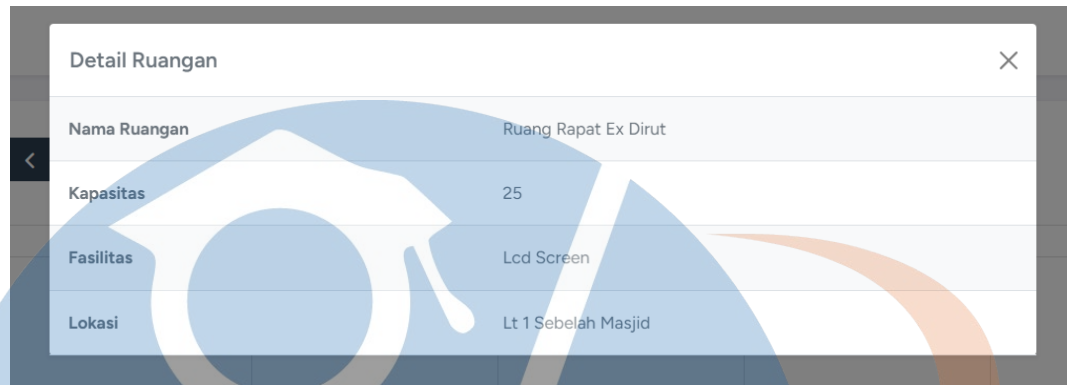 Detail Ruangan
Nama Ruangan Ruang Rapat Ex Dirut
Kapasitas 25
Fasilitas Lcd Screen
Lokasi Lt 1 Sebelah Masjid